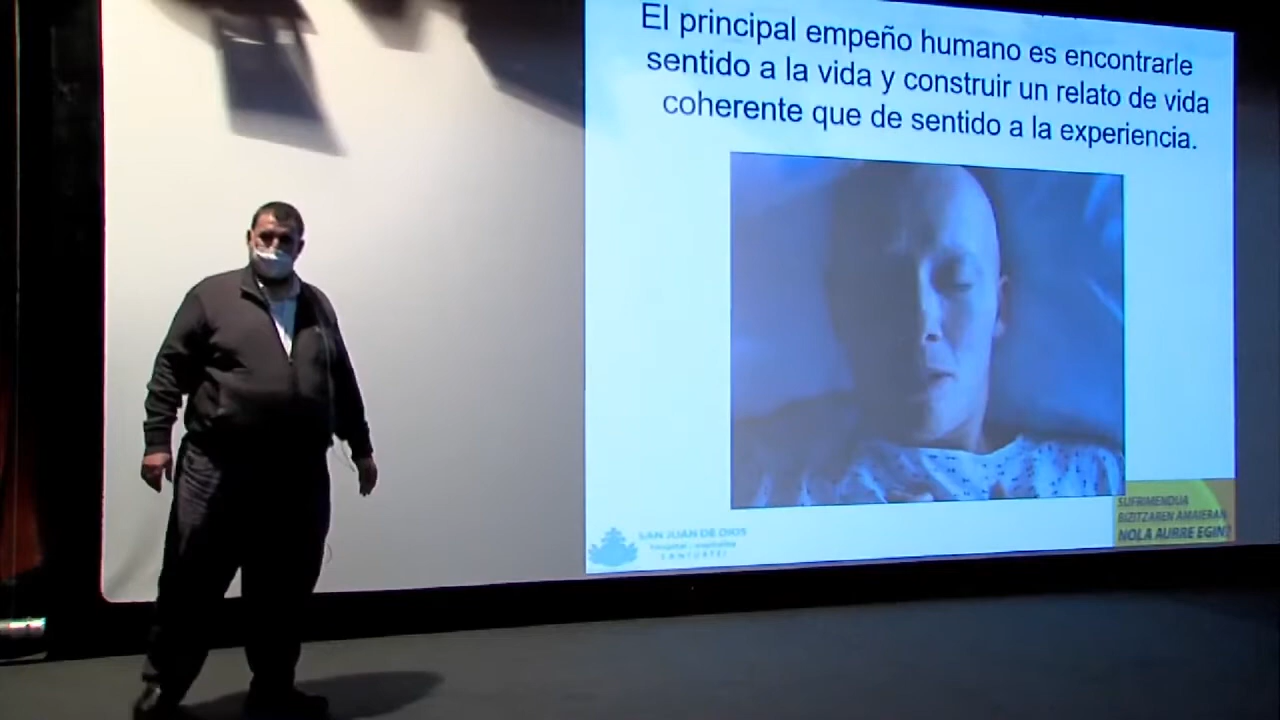 El principal empeño humano es encontrarle
sentido a la vida y construir un relato de vida
coherente que de sentido a la experiencia.
SAN JUAN DE DIOS
SANTURTZI
SUFRIMENDUA
BIZITZAREN AMAIERAN
NOLA AURRE EGIN?